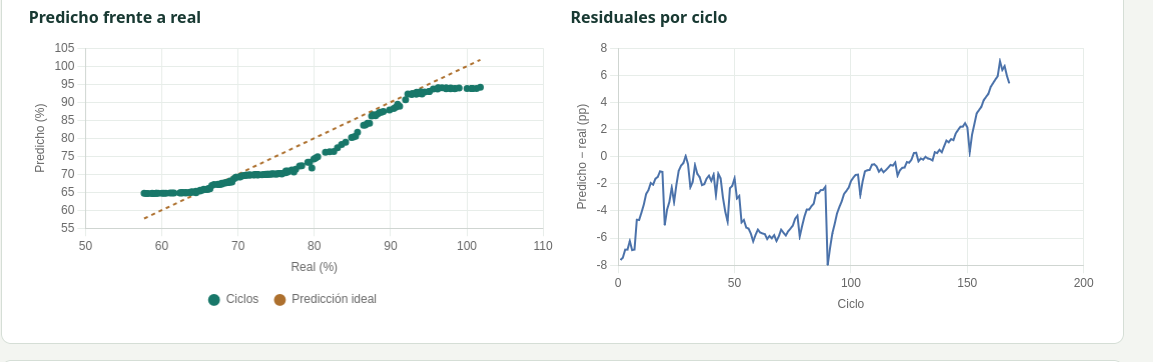 Predicho frente a real
105
100
95
90
85
80
75
70
65
60
55
Predicho (%)
50 60 70 80 90 100 110
Real (%)
Ciclos Predicción ideal
Residuales por ciclo
8
6
4
2
0
-2
-4
-6
-8
Predicho − real (pp)
0 50 100 150 200
Ciclo